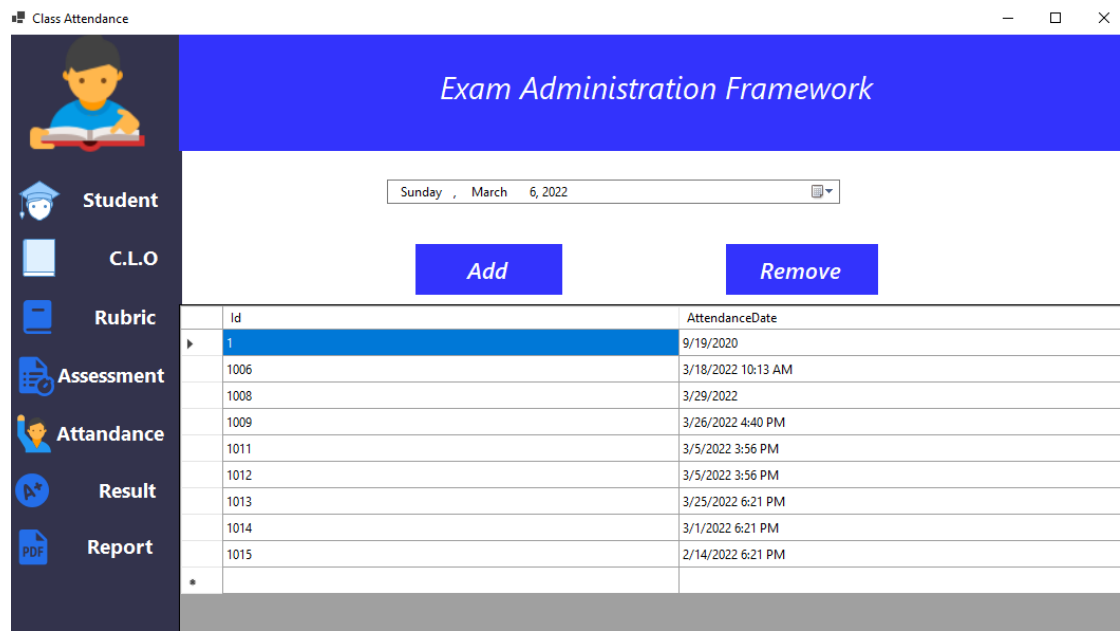 Class Attendance
Exam Administration Framework
Sunday , March 6, 2022
Add Remove
Student
C.L.O
Rubric
Assessment
Attandance
A+ Result
PDF Report
Id AttendanceDate
1 9/19/2020
1006 3/18/2022 10:13 AM
1008 3/29/2022
1009 3/26/2022 4:40 PM
1011 3/5/2022 3:56 PM
1012 3/5/2022 3:56 PM
1013 3/25/2022 6:21 PM
1014 3/1/2022 6:21 PM
1015 2/14/2022 6:21 PM